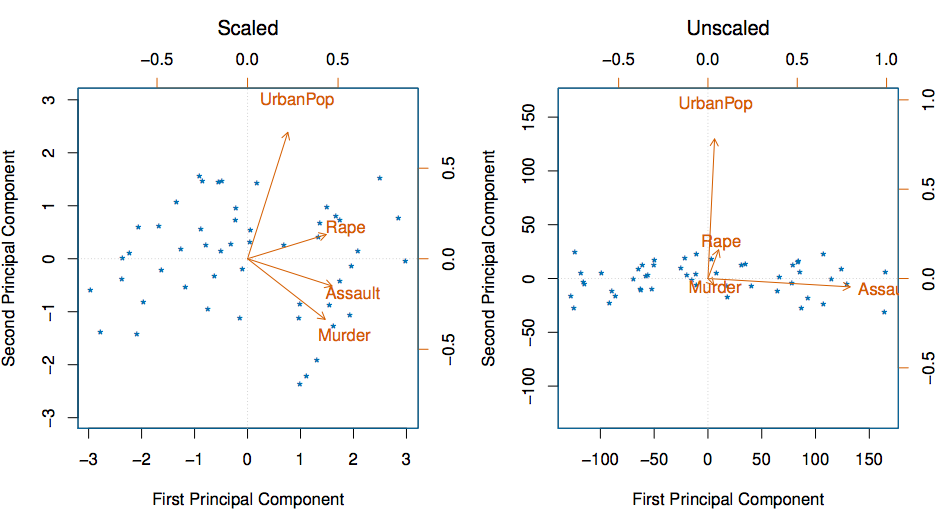 Scaled
−0.5 0.0 0.5
UrbanPop
Rape
Assault
Murder
3
2
1
0
−1
−2
−3
Second Principal Component
0.5
0.0
−0.5
−3 −2 −1 0 1 2 3
First Principal Component
Unscaled
−0.5 0.0 0.5 1.0
UrbanPop
Rape
Murder
Assau
150
100
50
0
−50
−100
Second Principal Component
1.0
0.5
0.0
−0.5
−100 −50 0 50 100 150
First Principal Component